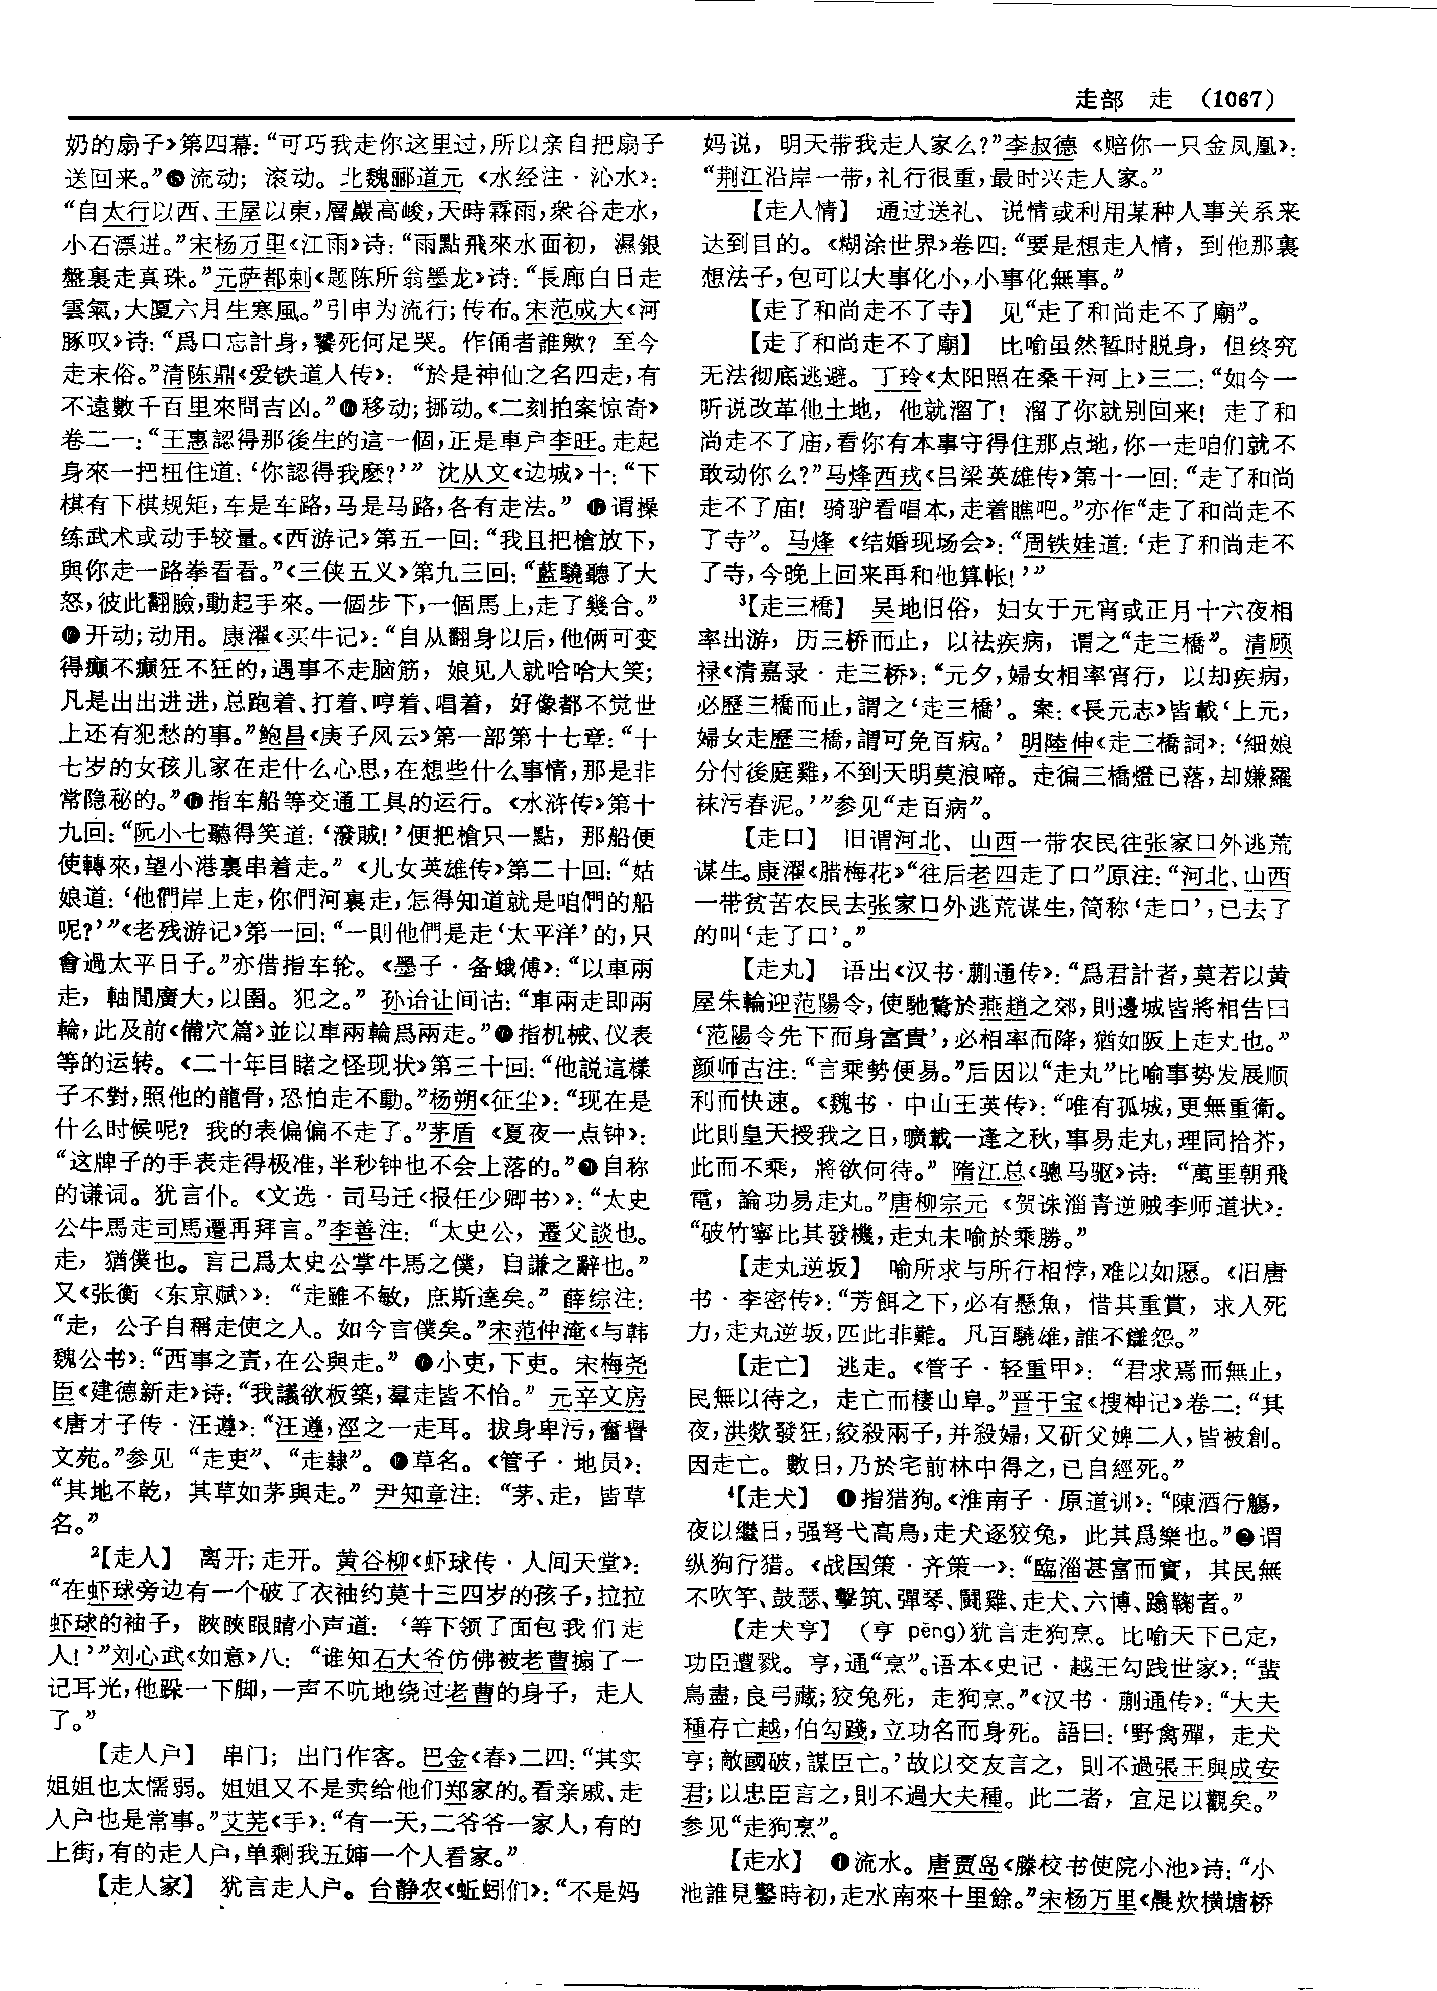 走部　走　（1067）
奶的扇子》第四幕：“可巧我走你这里过，所以亲自把扇子
送回来。”⓯流动；滚动。北魏郦道元《水经注·沁水》：
“自太行以西、王屋以東，層巖高峻，天時霖雨，衆谷走水，
小石漂迸。”宋杨万里《江雨》诗：“雨點飛來水面初，濕銀
盤裏走真珠。”元萨都剌《题陈所翁墨龙》诗：“長廊白日走
雲氣，大厦六月生寒風。”引申为流行；传布。宋范成大《河
豚叹》诗：“爲口忘計身，饕死何足哭。作俑者誰歟？至今
走末俗。”清陈鼎《爱铁道人传》：“於是神仙之名四走，有
不遠數千百里來問吉凶。”⓰移动；挪动。《二刻拍案惊奇》
卷二一：“王惠認得那後生的這一個，正是車户李旺。走起
身來一把扭住道：‘你認得我麽？’”沈从文《边城》十：“下
棋有下棋规矩，车是车路，马是马路，各有走法。”⓱谓操
练武术或动手较量。《西游记》第五一回：“我且把槍放下，
與你走一路拳看看。”《三侠五义》第九三回：“藍驍聽了大
怒，彼此翻臉，動起手來。一個步下，一個馬上，走了幾合。”
⓲开动；动用。康濯《买牛记》：“自从翻身以后，他俩可变
得癫不癫狂不狂的，遇事不走脑筋，娘见人就哈哈大笑；
凡是出出进进，总跑着、打着、哼着、唱着，好像都不觉世
上还有犯愁的事。”鲍昌《庚子风云》第一部第十七章：“十
七岁的女孩儿家在走什么心思，在想些什么事情，那是非
常隐秘的。”⓳指车船等交通工具的运行。《水浒传》第十
九回：“阮小七聽得笑道：‘潑賊！’便把槍只一點，那船便
使轉來，望小港裏串着走。”《儿女英雄传》第二十回：“姑
娘道：‘他們岸上走，你們河裏走，怎得知道就是咱們的船
呢？’”《老残游记》第一回：“一則他們是走‘太平洋’的，只
會過太平日子。”亦借指车轮。《墨子·备蛾傅》：“以車兩
走，軸間廣大，以圉。犯之。”孙诒让间诂：“車兩走即兩
輪，此及前《備穴篇》並以車兩輪爲兩走。”⓴指机械、仪表
等的运转。《二十年目睹之怪现状》第三十回：“他説這樣
子不對，照他的龍骨，恐怕走不動。”杨朔《征尘》：“现在是
什么时候呢？我的表偏偏不走了。”茅盾《夏夜一点钟》：
“这牌子的手表走得极准，半秒钟也不会上落的。”㉑自称
的谦词。犹言仆。《文选·司马迁〈报任少卿书〉》：“太史
公牛馬走司馬遷再拜言。”李善注：“太史公，遷父談也。
走，猶僕也。言己爲太史公掌牛馬之僕，自謙之辭也。”
又《张衡〈东京赋〉》：“走雖不敏，庶斯達矣。”薛综注：
“走，公子自稱走使之人。如今言僕矣。”宋范仲淹《与韩
魏公书》：“西事之責，在公與走。”㉒小吏，下吏。宋梅尧
臣《建德新走》诗：“我議欲板築，羣走皆不怡。”元辛文房
《唐才子传·汪遵》：“汪遵，涇之一走耳。拔身卑污，奮譽
文苑。”参见“走吏”、“走隸”。㉓草名。《管子·地员》：
“其地不乾，其草如茅與走。”尹知章注：“茅、走，皆草
名。”
²【走人】　离开；走开。黄谷柳《虾球传·人间天堂》：
“在虾球旁边有一个破了衣袖约莫十三四岁的孩子，拉拉
虾球的袖子，䀹䀹眼睛小声道：‘等下领了面包我们走
人！’”刘心武《如意》八：“谁知石大爷仿佛被老曹搧了一
记耳光，他跺一下脚，一声不吭地绕过老曹的身子，走人
了。”
【走人户】　串门；出门作客。巴金《春》二四：“其实
姐姐也太懦弱。姐姐又不是卖给他们郑家的。看亲戚、走
人户也是常事。”艾芜《手》：“有一天，二爷爷一家人，有的
上街，有的走人户，单剩我五婶一个人看家。”
【走人家】　犹言走人户。台静农《蚯蚓们》：“不是妈
妈说，明天带我走人家么？”李叔德《赔你一只金凤凰》：
“荆江沿岸一带，礼行很重，最时兴走人家。”
【走人情】　通过送礼、说情或利用某种人事关系来
达到目的。《糊涂世界》卷四：“要是想走人情，到他那裏
想法子，包可以大事化小，小事化無事。”
【走了和尚走不了寺】　见“走了和尚走不了廟”。
【走了和尚走不了廟】　比喻虽然暂时脱身，但终究
无法彻底逃避。丁玲《太阳照在桑干河上》三二：“如今一
听说改革他土地，他就溜了！溜了你就别回来！走了和
尚走不了庙，看你有本事守得住那点地，你一走咱们就不
敢动你么？”马烽西戎《吕梁英雄传》第十一回：“走了和尚
走不了庙！骑驴看唱本，走着瞧吧。”亦作“走了和尚走不
了寺”。马烽《结婚现场会》：“周铁娃道：‘走了和尚走不
了寺，今晚上回来再和他算帐！’”
³【走三橋】　吴地旧俗，妇女于元宵或正月十六夜相
率出游，历三桥而止，以祛疾病，谓之“走三橋”。清顾
禄《清嘉录·走三桥》：“元夕，婦女相率宵行，以却疾病，
必歷三橋而止，謂之‘走三橋’。案：《長元志》皆載‘上元，
婦女走歷三橋，謂可免百病。’明陸伸《走三橋詞》：‘細娘
分付後庭雞，不到天明莫浪啼。走徧三橋燈已落，却嫌羅
袜污春泥。’”参见“走百病”。
【走口】　旧谓河北、山西一带农民往张家口外逃荒
谋生。康濯《腊梅花》“往后老四走了口”原注：“河北、山西
一带贫苦农民去张家口外逃荒谋生，简称‘走口’，已去了
的叫‘走了口’。”
【走丸】　语出《汉书·蒯通传》：“爲君計者，莫若以黄
屋朱輪迎范陽令，使馳騖於燕趙之郊，則邊城皆將相告曰
‘范陽令先下而身富貴’，必相率而降，猶如阪上走丸也。”
颜师古注：“言乘勢便易。”后因以“走丸”比喻事势发展顺
利而快速。《魏书·中山王英传》：“唯有孤城，更無重衛。
此則皇天授我之日，曠載一逢之秋，事易走丸，理同拾芥，
此而不乘，將欲何待。”隋江总《骢马驱》诗：“萬里朝飛
電，論功易走丸。”唐柳宗元《贺诛淄青逆贼李师道状》：
“破竹寧比其發機，走丸未喻於乘勝。”
【走丸逆坂】　喻所求与所行相悖，难以如愿。《旧唐
书·李密传》：“芳餌之下，必有懸魚，惜其重賞，求人死
力，走丸逆坂，匹此非難。凡百驍雄，誰不讎怨。”
【走亡】　逃走。《管子·轻重甲》：“君求焉而無止，
民無以待之，走亡而棲山阜。”晋干宝《搜神记》卷二：“其
夜，洪欻發狂，絞殺兩子，并殺婦，又斫父婢二人，皆被創。
因走亡。數日，乃於宅前林中得之，已自經死。”
⁴【走犬】　❶指猎狗。《淮南子·原道训》：“陳酒行觴，
夜以繼日，强弩弋高鳥，走犬逐狡兔，此其爲樂也。”❷谓
纵狗行猎。《战国策·齐策一》：“臨淄甚富而實，其民無
不吹竽、鼓瑟、擊筑、彈琴、鬭雞、走犬、六博、蹹鞠者。”
【走犬亨】　（亨 pēng）犹言走狗烹。比喻天下已定，
功臣遭戮。亨，通“烹”。语本《史记·越王勾践世家》：“蜚
鳥盡，良弓藏；狡兔死，走狗烹。”《汉书·蒯通传》：“大夫
種存亡越，伯勾踐，立功名而身死。語曰：‘野禽殫，走犬
亨；敵國破，謀臣亡。’故以交友言之，則不過張王與成安
君；以忠臣言之，則不過大夫種。此二者，宜足以觀矣。”
参见“走狗烹”。
【走水】　❶流水。唐贾岛《滕校书使院小池》诗：“小
池誰見鑿時初，走水南來十里餘。”宋杨万里《晨炊横塘桥